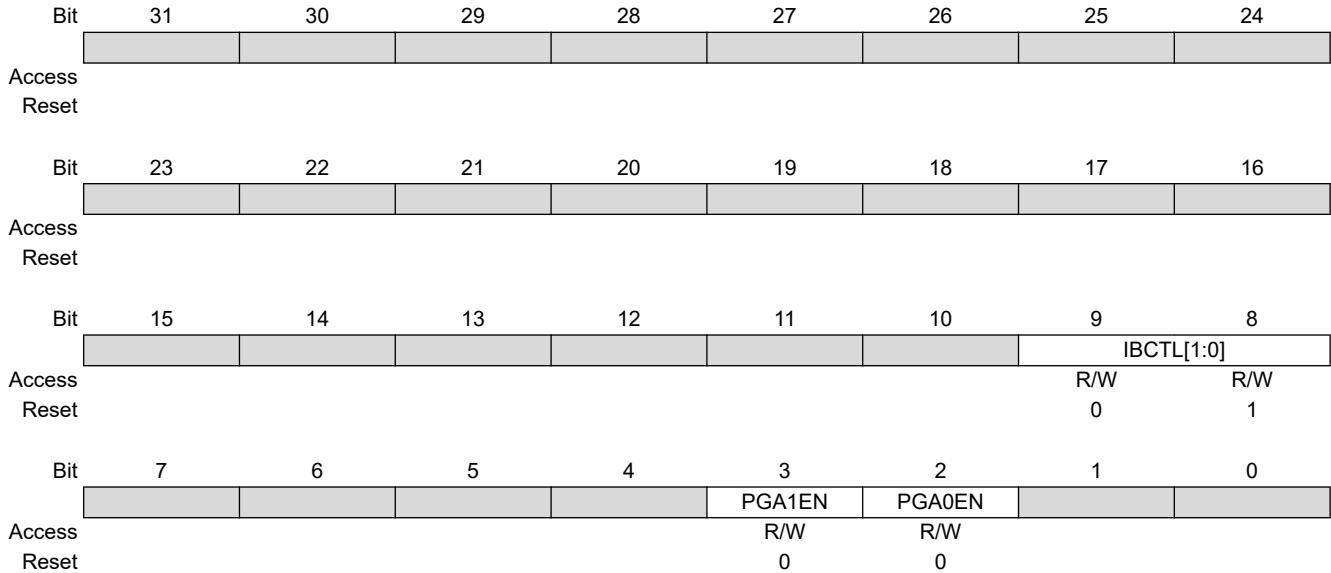 Bit 31 30 29 28 27 26 25 24
Access
Reset
Bit 23 22 21 20 19 18 17 16
Access
Reset
Bit 15 14 13 12 11 10 9 8
IBCTL[1:0]
Access R/W R/W
Reset 0 1
Bit 7 6 5 4 3 2 1 0
PGA1EN PGA0EN
Access R/W R/W
Reset 0 0